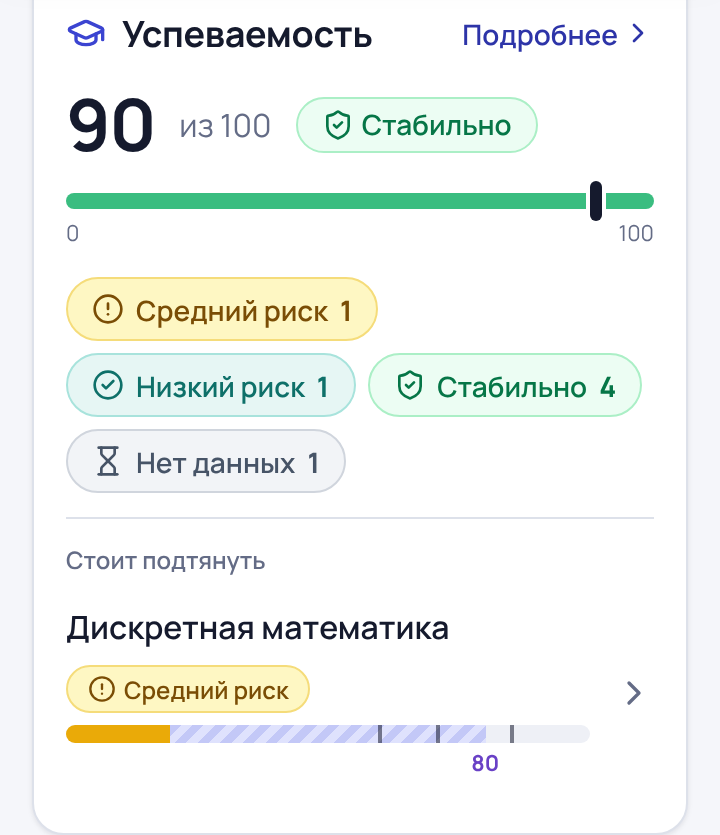 Успеваемость Подробнее
90 из 100 Стабильно
0 100
Средний риск 1
Низкий риск 1 Стабильно 4
Нет данных 1
Стоит подтянуть
Дискретная математика
Средний риск
80